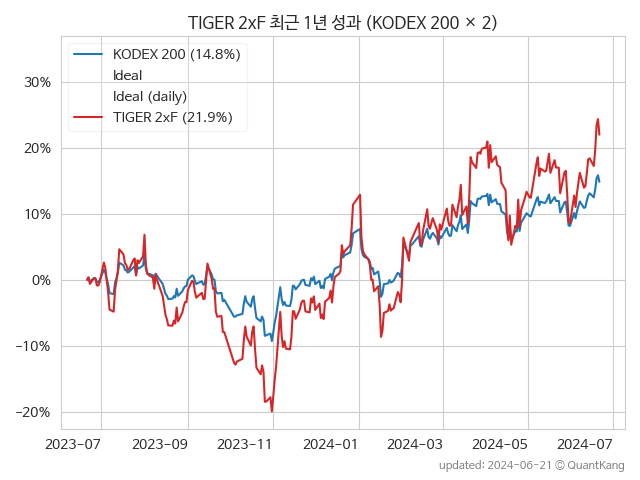 TIGER 2xF 최근 1년 성과 (KODEX 200 × 2)
KODEX 200 (14.8%)
Ideal
Ideal (daily)
TIGER 2xF (21.9%)
30%
20%
10%
0%
−10%
−20%
2023-07
2023-09
2023-11
2024-01
2024-03
2024-05
2024-07
updated: 2024-06-21 ⓒ QuantKang